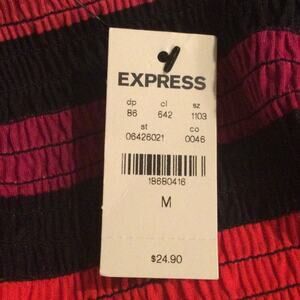 EXPRESS
dp cl sz
86 642 1103
st co
06426021 0046
18680416
M
$24.90